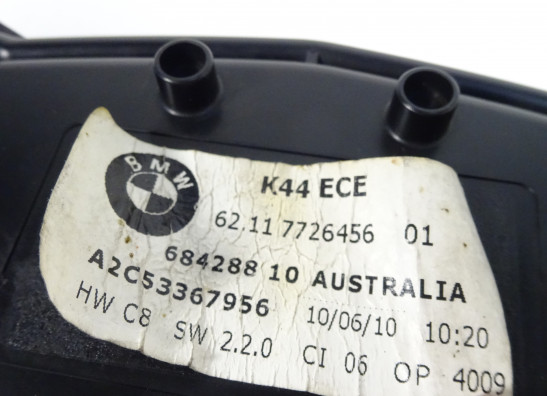 BMW
K44 ECE
62.11 7726456 01
684288 10 AUSTRALIA
A2C53367956 10/06/10 10:20
HW C8 SW 2.2.0 CI 06 OP 4009